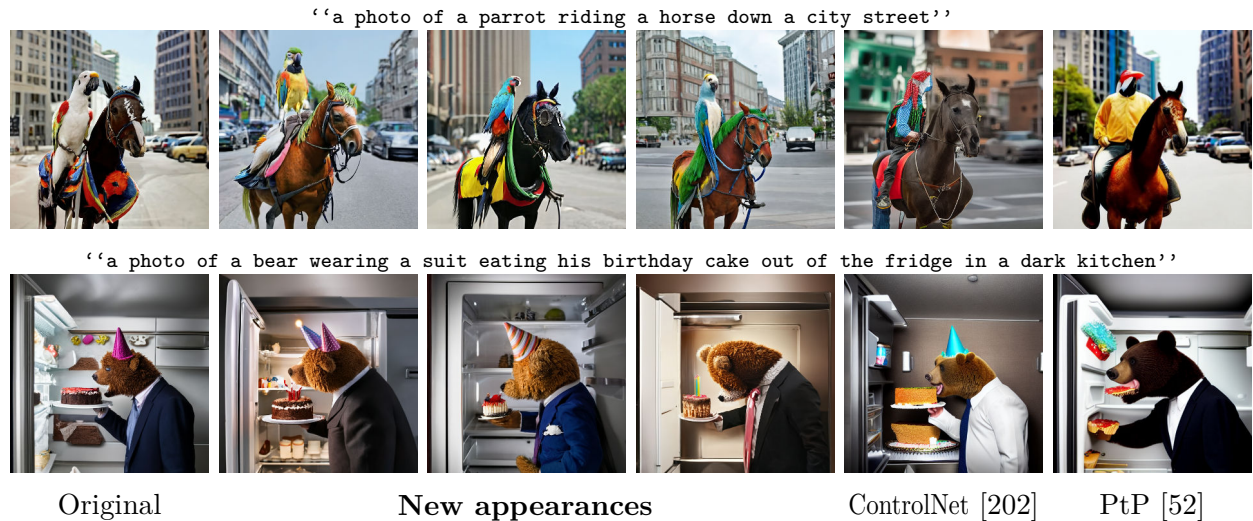 ‘‘a photo of a parrot riding a horse down a city street’’
‘‘a photo of a bear wearing a suit eating his birthday cake out of the fridge in a dark kitchen’’
Original New appearances ControlNet [202] PtP [52]